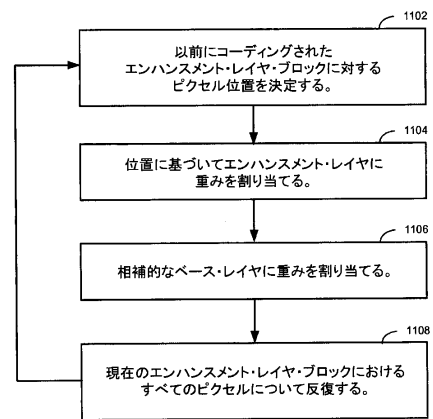 1102
以前にコーディングされた
エンハンスメント・レイヤ・ブロックに対する
ピクセル位置を決定する。
1104
位置に基づいてエンハンスメント・レイヤに
重みを割り当てる。
1106
相補的なベース・レイヤに重みを割り当てる。
1108
現在のエンハンスメント・レイヤ・ブロックにおける
すべてのピクセルについて反復する。